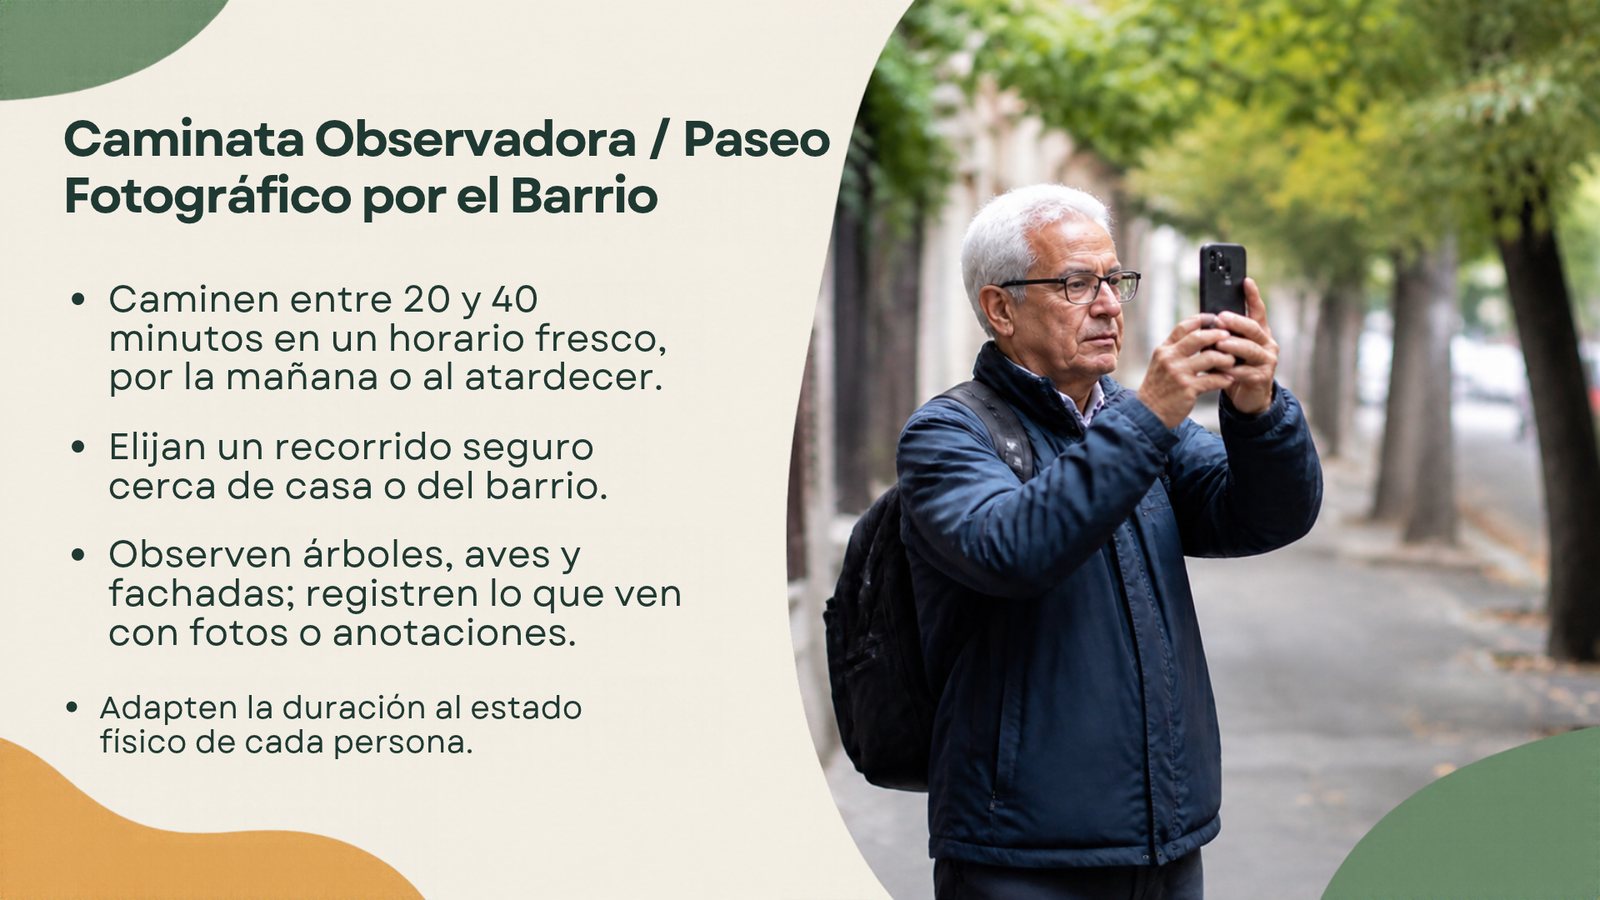 Caminata Observadora / Paseo
Fotográfico por el Barrio
• Caminen entre 20 y 40
minutos en un horario fresco,
por la mañana o al atardecer.
• Elijan un recorrido seguro
cerca de casa o del barrio.
• Observen árboles, aves y
fachadas; registren lo que ven
con fotos o anotaciones.
• Adapten la duración al estado
físico de cada persona.